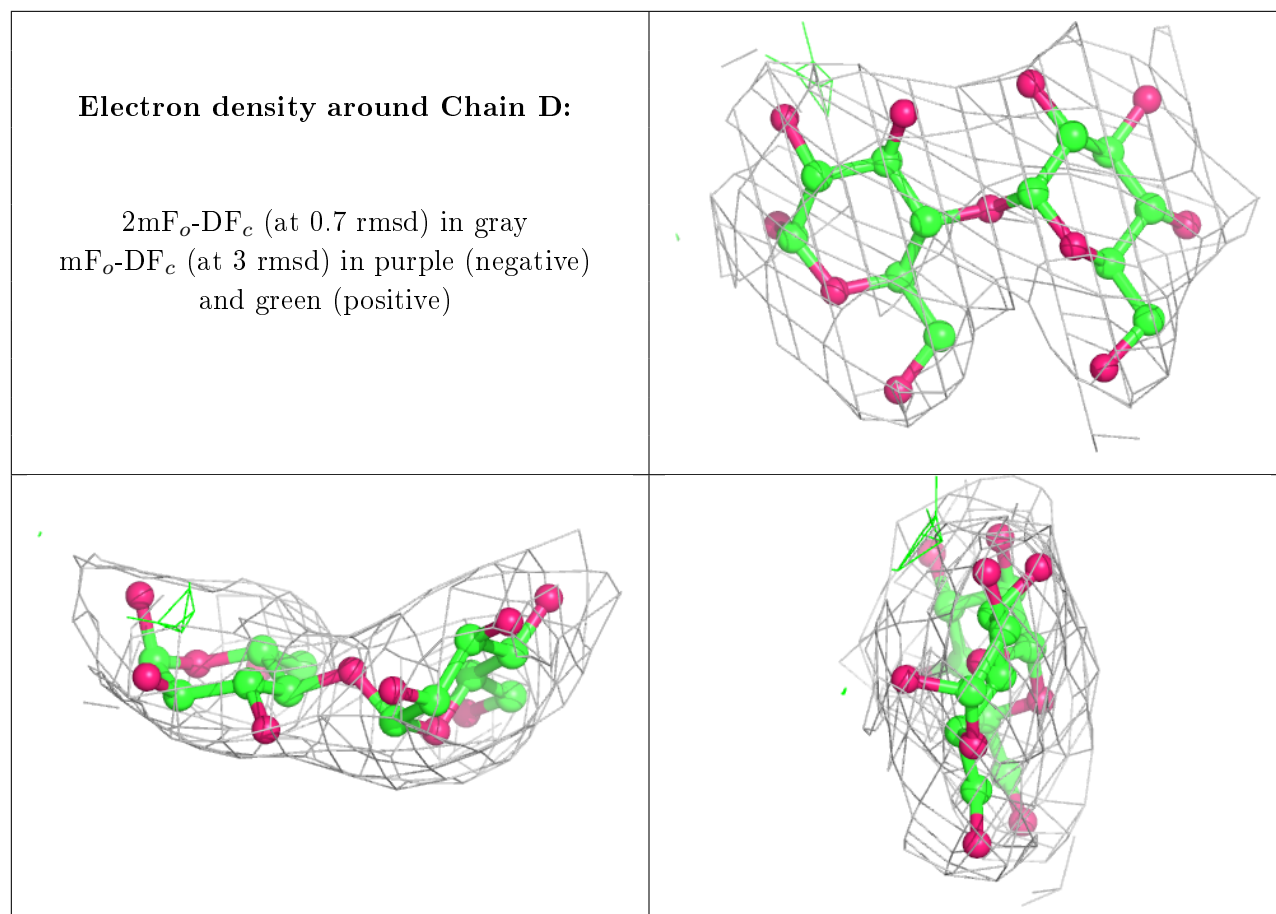 Electron density around Chain D:
2mFₒ-DF𝒸 (at 0.7 rmsd) in gray
mFₒ-DF𝒸 (at 3 rmsd) in purple (negative)
and green (positive)